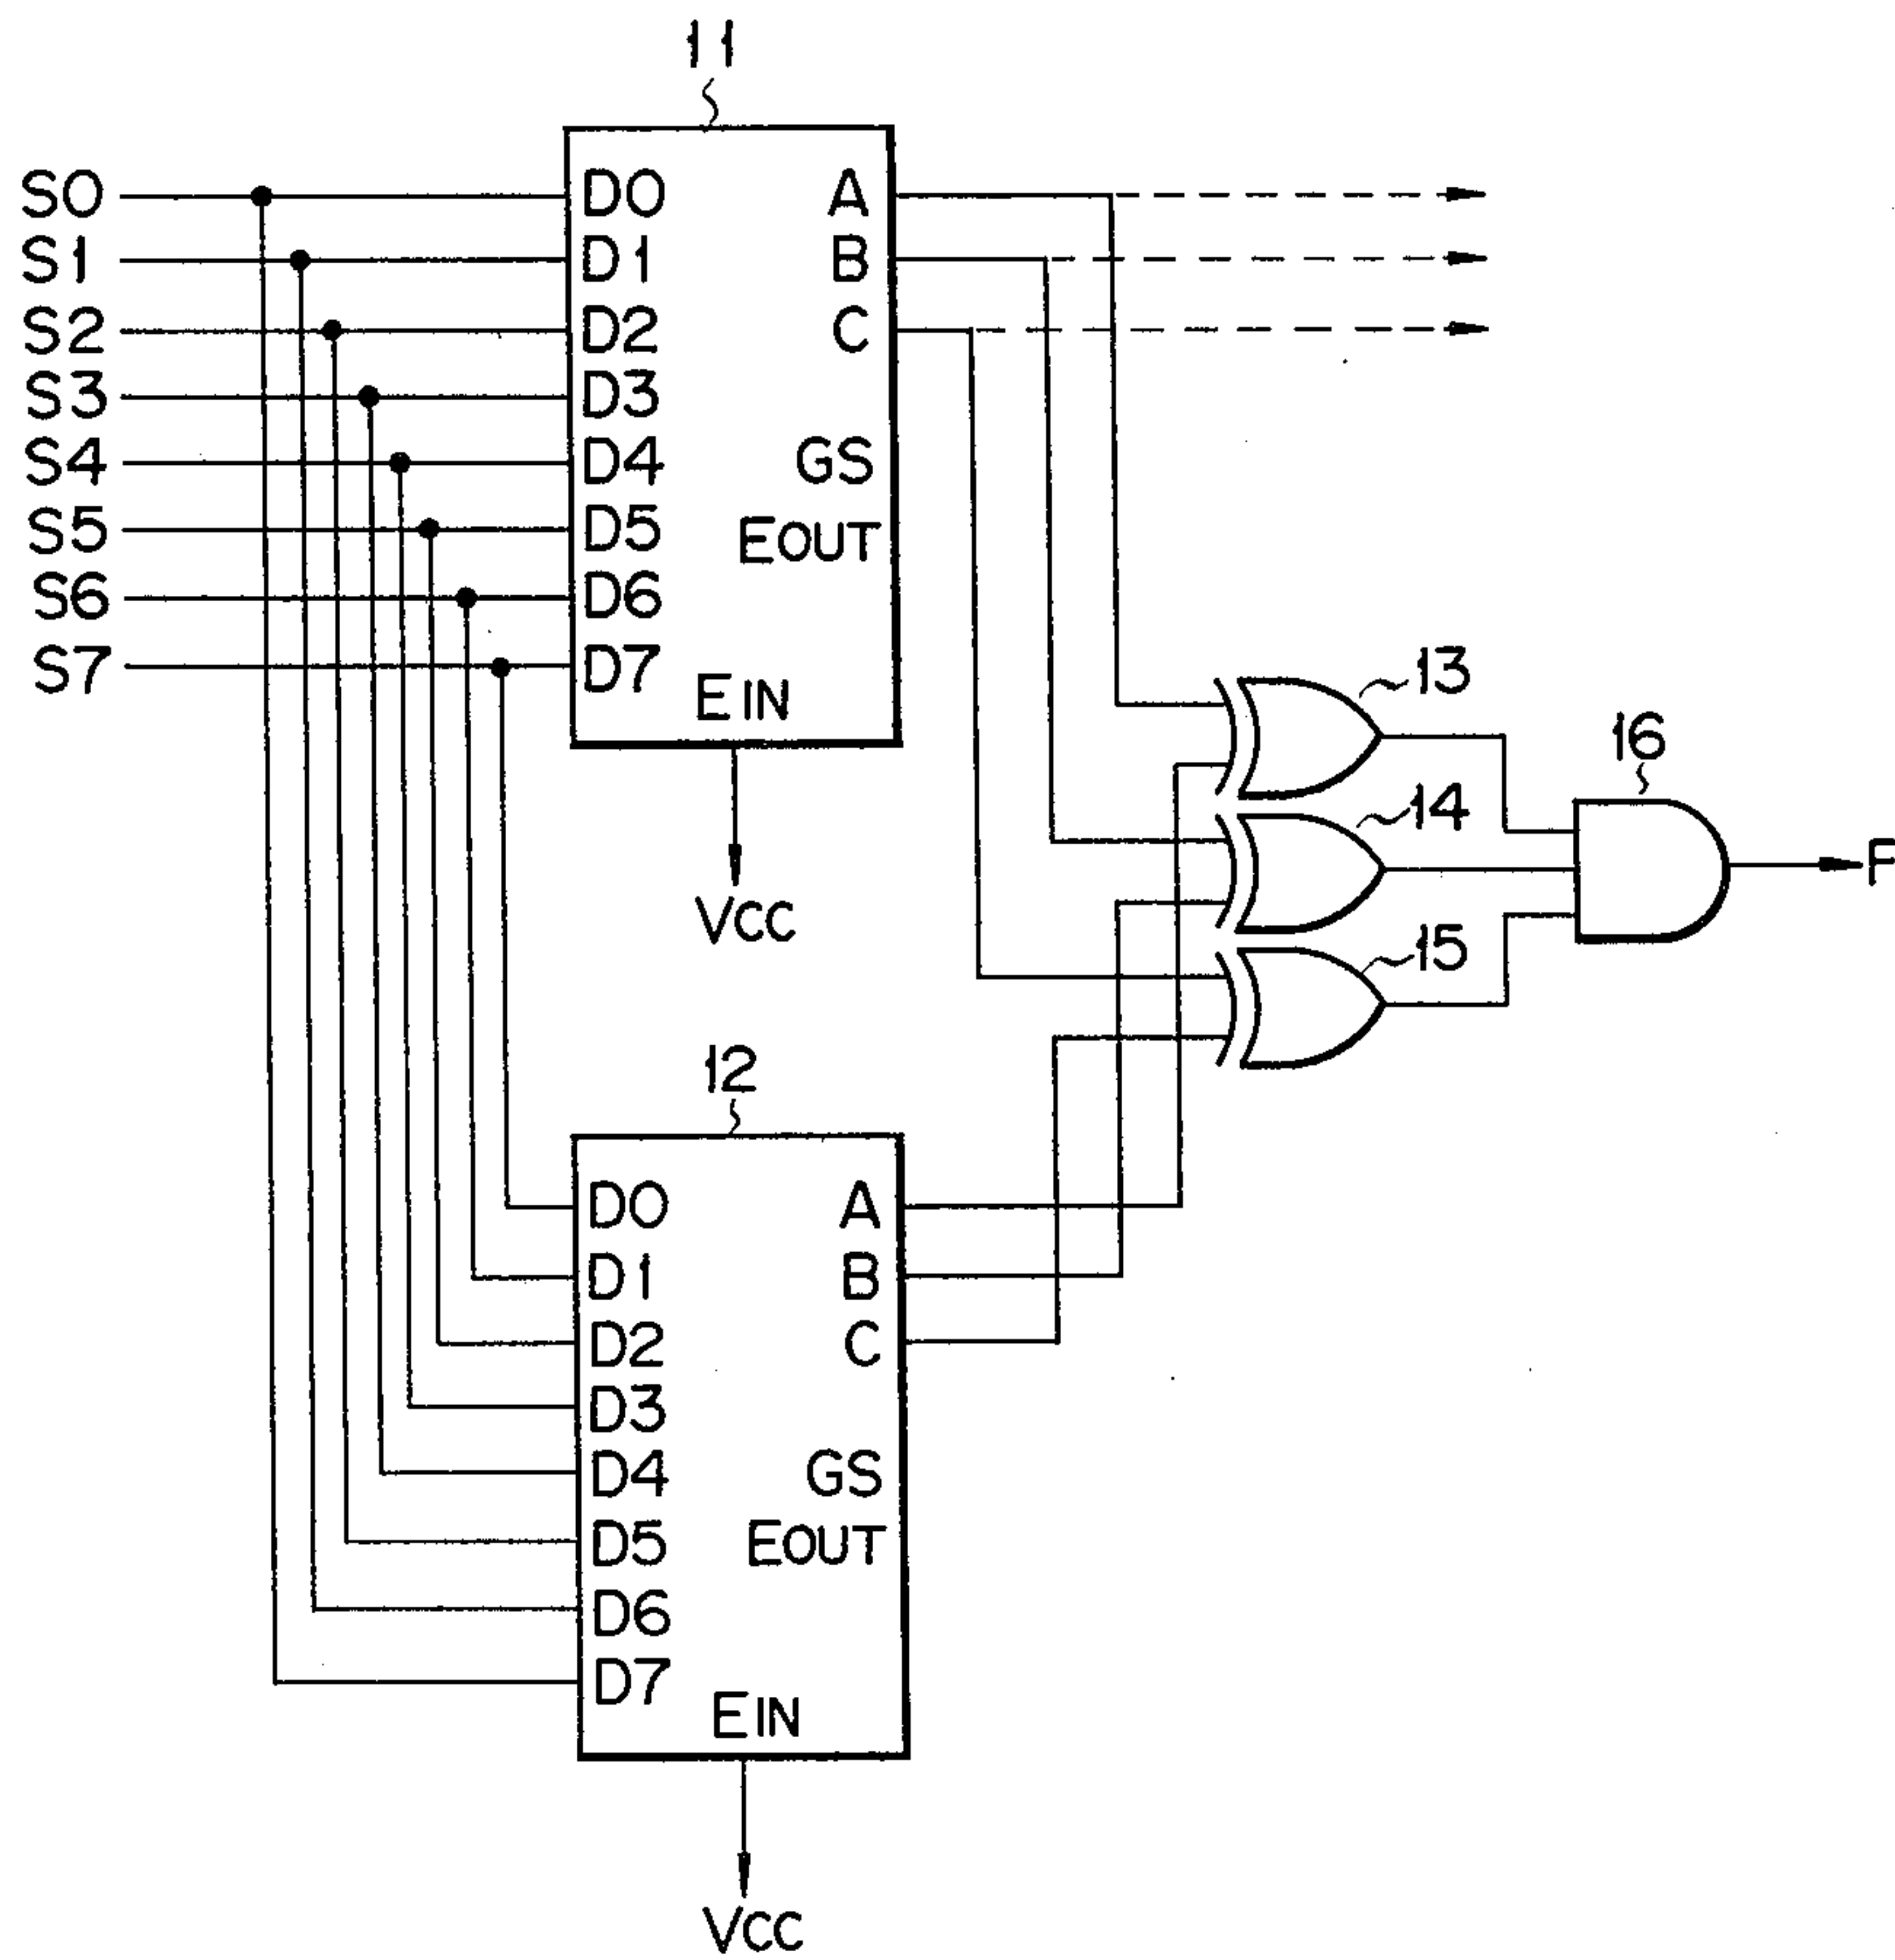 11
S0 D0 A
S1 D1 B
S2 D2 C
S3 D3
S4 D4 GS
S5 D5 EOUT
S6 D6
S7 D7
EIN
13
16
14
F
VCC
15
12
D0 A
D1 B
D2 C
D3
D4 GS
D5 EOUT
D6
D7
EIN
VCC